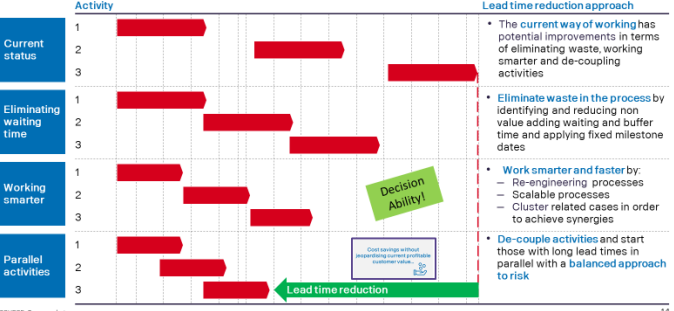 Activity
Lead time reduction approach
Current
status
1
2
3
• The current way of working has
potential improvements in terms
of eliminating waste, working
smarter and de-coupling
activities
Eliminating
waiting
time
1
2
3
• Eliminate waste in the process by
identifying and reducing non
value adding waiting and buffer
time and applying fixed milestone
dates
Working
smarter
1
2
3
Decision
Ability!
• Work smarter and faster by:
– Re-engineering processes
– Scalable processes
– Cluster related cases in order
to achieve synergies
Parallel
activities
1
2
3
Cost savings without
jeopardising current profitable
customer value...
Lead time reduction
• De-couple activities and start
those with long lead times in
parallel with a balanced approach
to risk